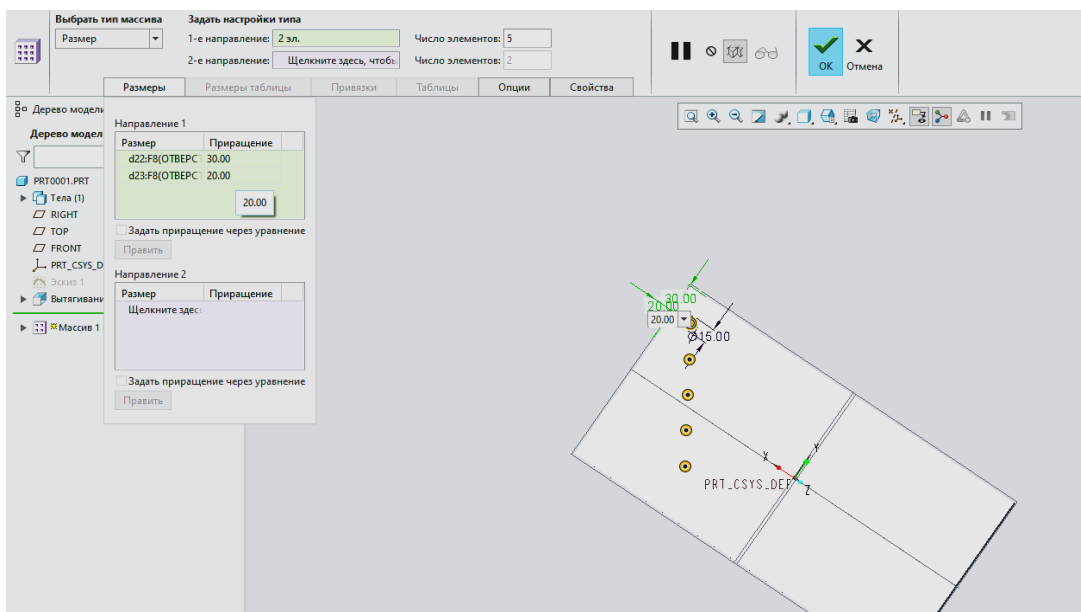 Выбрать тип массива
Задать настройки типа
Размер
1-е направление:
2 эл.
Число элементов:
5
2-е направление:
Щелкните здесь, чтобы
Число элементов:
2
OK
Отмена
Размеры
Размеры таблицы
Привязки
Таблицы
Опции
Свойства
Дерево модели
Дерево модел
PRT0001.PRT
Тела (1)
RIGHT
TOP
FRONT
PRT_CSYS_D
Эскиз 1
Вытягивани
Массив 1
Направление 1
Размер
Приращение
d22:F8(ОТВЕРСТ
30.00
d23:F8(ОТВЕРСТ
20.00
20.00
Задать приращение через уравнение
Править
Направление 2
Размер
Приращение
Щелкните здес
Задать приращение через уравнение
Править
30.00
20.00
20.00
Ø15.00
X
Y
Z
PRT_CSYS_DEF